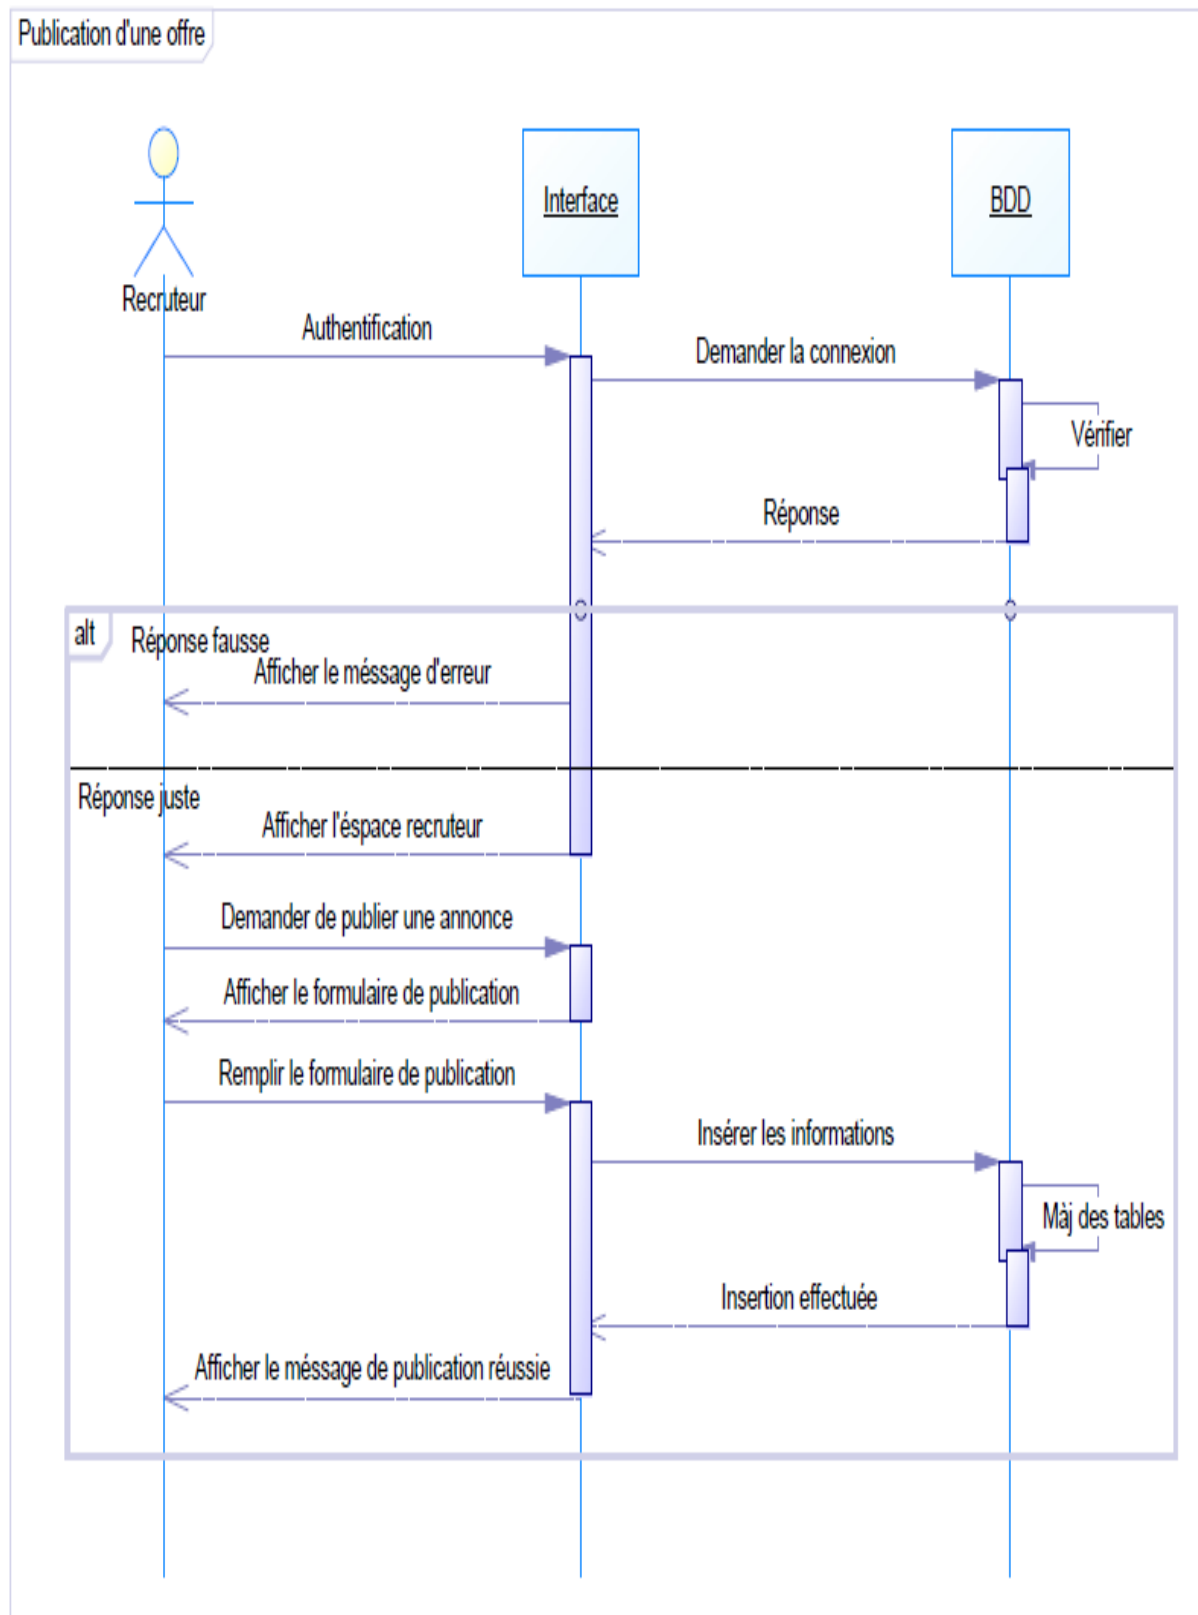 Publication d'une offre
Interface
BDD
Recruteur
Authentification
Demander la connexion
Vérifier
Réponse
alt
Réponse fausse
Afficher le méssage d'erreur
Réponse juste
Afficher l'éspace recruteur
Demander de publier une annonce
Afficher le formulaire de publication
Remplir le formulaire de publication
Insérer les informations
Màj des tables
Insertion effectuée
Afficher le méssage de publication réussie